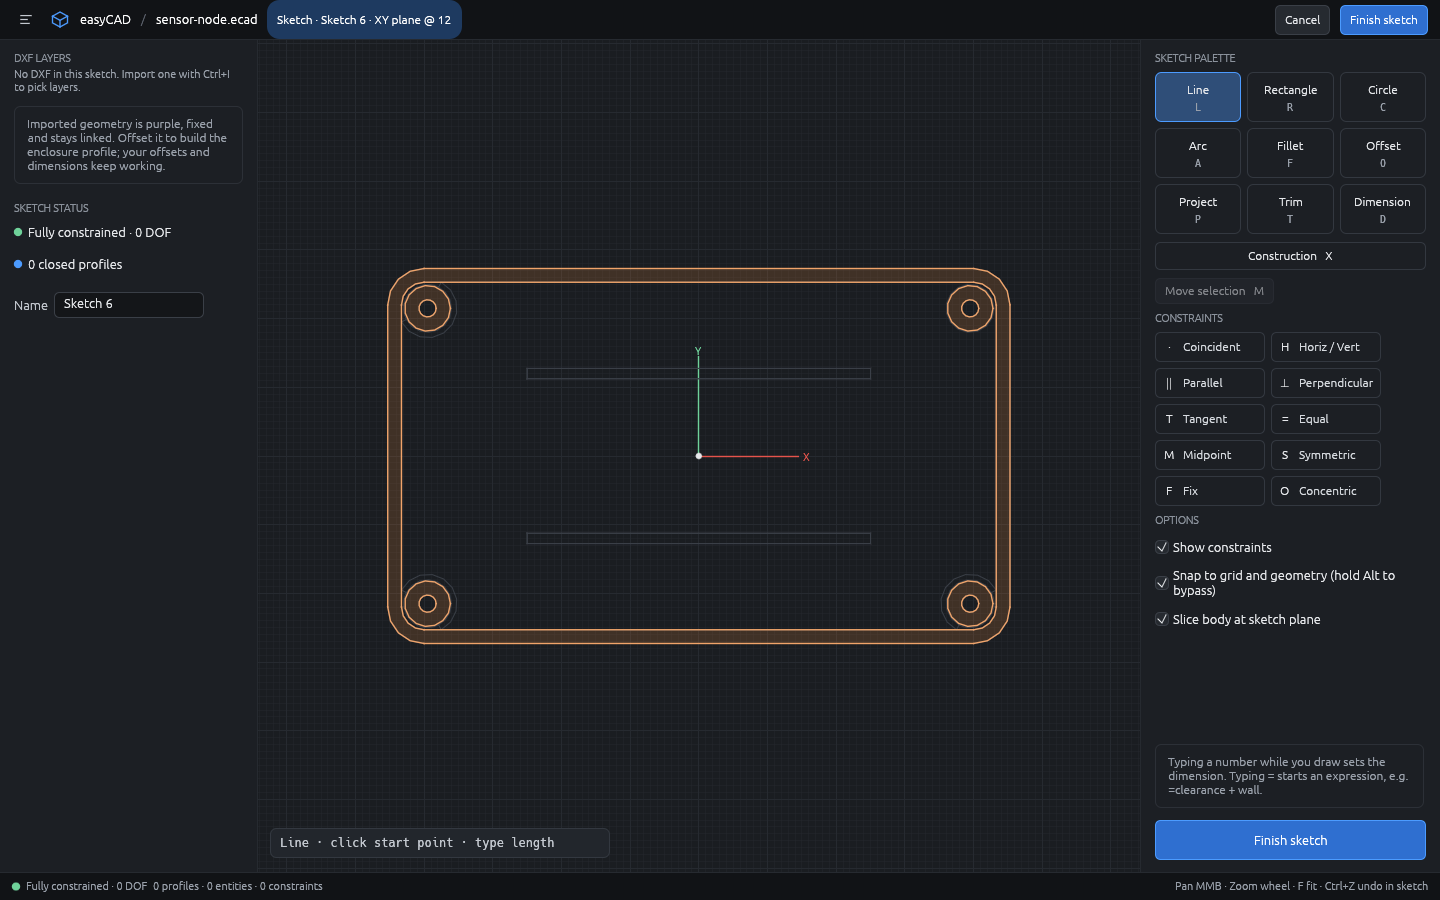 easyCAD / sensor-node.ecad
Sketch · Sketch 6 · XY plane @ 12
Cancel
Finish sketch
DXF LAYERS
No DXF in this sketch. Import one with Ctrl+I
to pick layers.
Imported geometry is purple, fixed
and stays linked. Offset it to build the
enclosure profile; your offsets and
dimensions keep working.
SKETCH STATUS
Fully constrained · 0 DOF
0 closed profiles
Name Sketch 6
Y
X
Line · click start point · type length
SKETCH PALETTE
Line
L
Rectangle
R
Circle
C
Arc
A
Fillet
F
Offset
O
Project
P
Trim
T
Dimension
D
Construction X
Move selection M
CONSTRAINTS
· Coincident
H Horiz / Vert
|| Parallel
⊥ Perpendicular
T Tangent
= Equal
M Midpoint
S Symmetric
F Fix
O Concentric
OPTIONS
Show constraints
Snap to grid and geometry (hold Alt to
bypass)
Slice body at sketch plane
Typing a number while you draw sets the
dimension. Typing = starts an expression, e.g.
=clearance + wall.
Finish sketch
Fully constrained · 0 DOF 0 profiles · 0 entities · 0 constraints
Pan MMB · Zoom wheel · F fit · Ctrl+Z undo in sketch